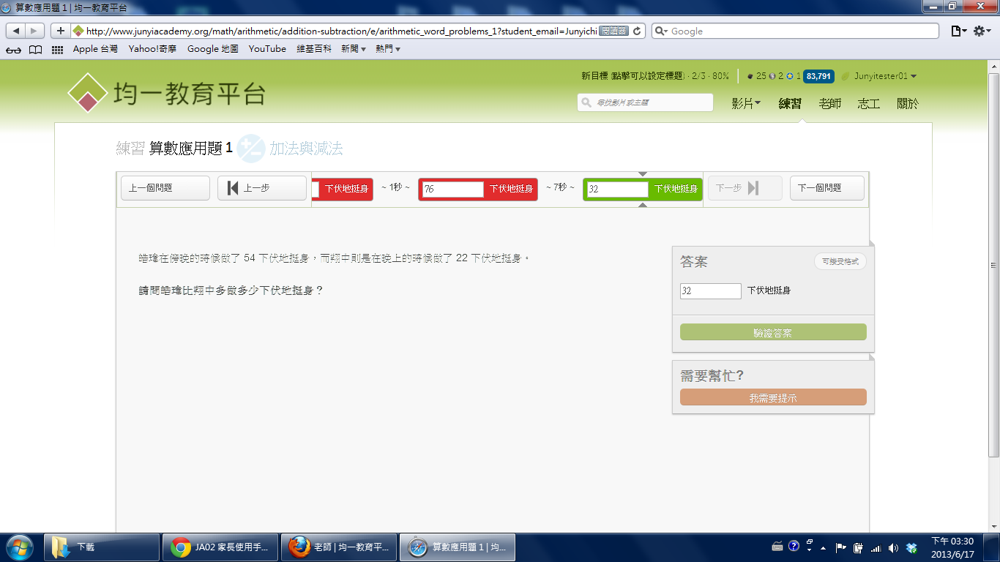 算數應用題 1 | 均一教育平台
http://www.junyiacademy.org/math/arithmetic/addition-subtraction/e/arithmetic_word_problems_1?student_email=Junyichi 閱讀器 Google
Apple 台灣 Yahoo!奇摩 Google 地圖 YouTube 維基百科 新聞 熱門
新目標 (點擊可以設定標題) · 2/3 · 80% 25 2 1 83,791 Junyitester01
均一教育平台
尋找影片或主題 影片 練習 老師 志工 關於
練習 算數應用題 1 加法與減法
上一個問題 上一步 下伏地挺身 ~ 1秒 ~ 76 下伏地挺身 ~ 7秒 ~ 32 下伏地挺身 下一步 下一個問題
皓瑋在傍晚的時候做了 54 下伏地挺身，而翔中則是在晚上的時候做了 22 下伏地挺身。
請問皓瑋比翔中多做多少下伏地挺身？
答案 可接受格式
32 下伏地挺身
驗證答案
需要幫忙?
我需要提示
下載 JA02 家長使用手... 老師 | 均一教育平... 算數應用題 1 | 均...
下午 03:30
2013/6/17